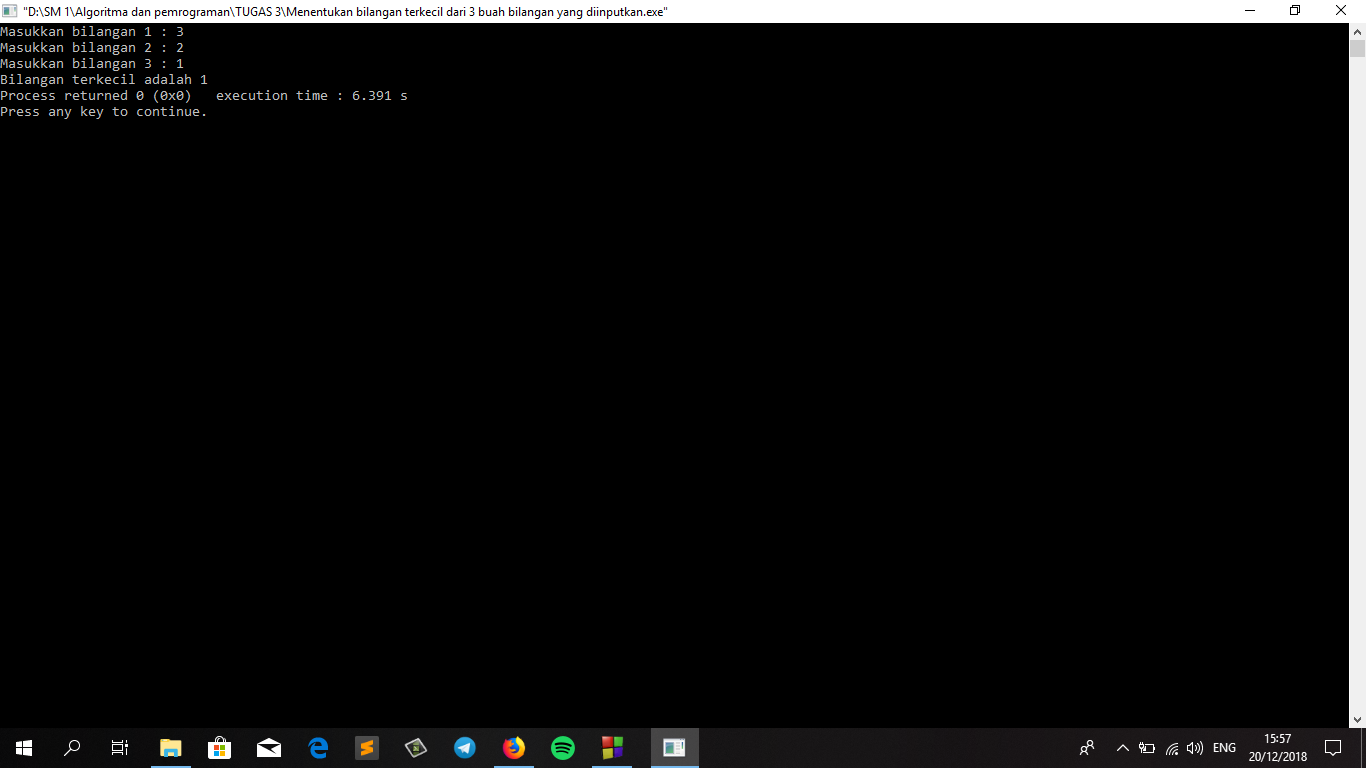 "D:\SM 1\Algoritma dan pemrograman\TUGAS 3\Menentukan bilangan terkecil dari 3 buah bilangan yang diinputkan.exe"
Masukkan bilangan 1 : 3
Masukkan bilangan 2 : 2
Masukkan bilangan 3 : 1
Bilangan terkecil adalah 1
Process returned 0 (0x0)   execution time : 6.391 s
Press any key to continue.
ENG
15:57
20/12/2018